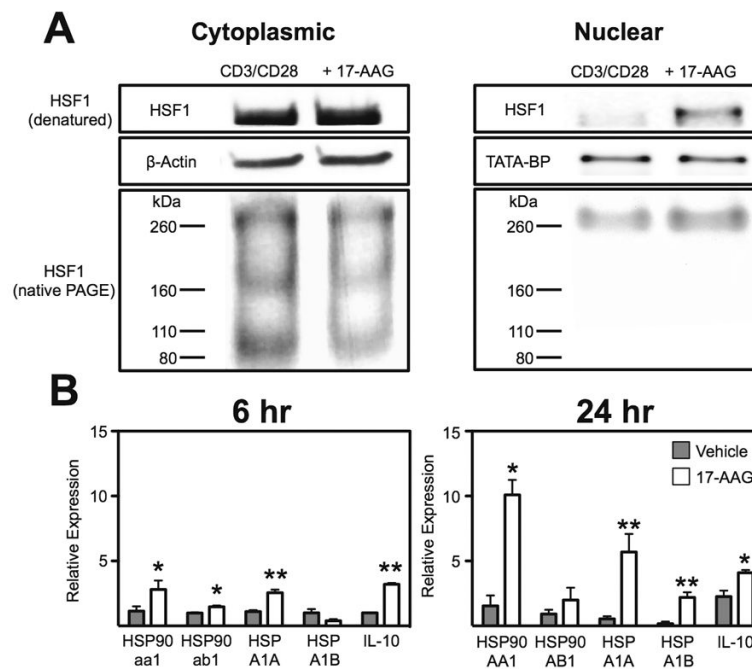 A
Cytoplasmic
Nuclear
CD3/CD28 + 17-AAG
CD3/CD28 + 17-AAG
HSF1
(denatured)
HSF1
HSF1
β-Actin
TATA-BP
HSF1
(native PAGE)
kDa
260
160
110
80
kDa
260
160
110
80
B
6 hr
24 hr
Relative Expression
15
10
5
HSP90
aa1
HSP90
ab1
HSP
A1A
HSP
A1B
IL-10
*
*
**
**
Relative Expression
15
10
5
Vehicle
17-AAG
*
**
**
*
HSP90
AA1
HSP90
AB1
HSP
A1A
HSP
A1B
IL-10